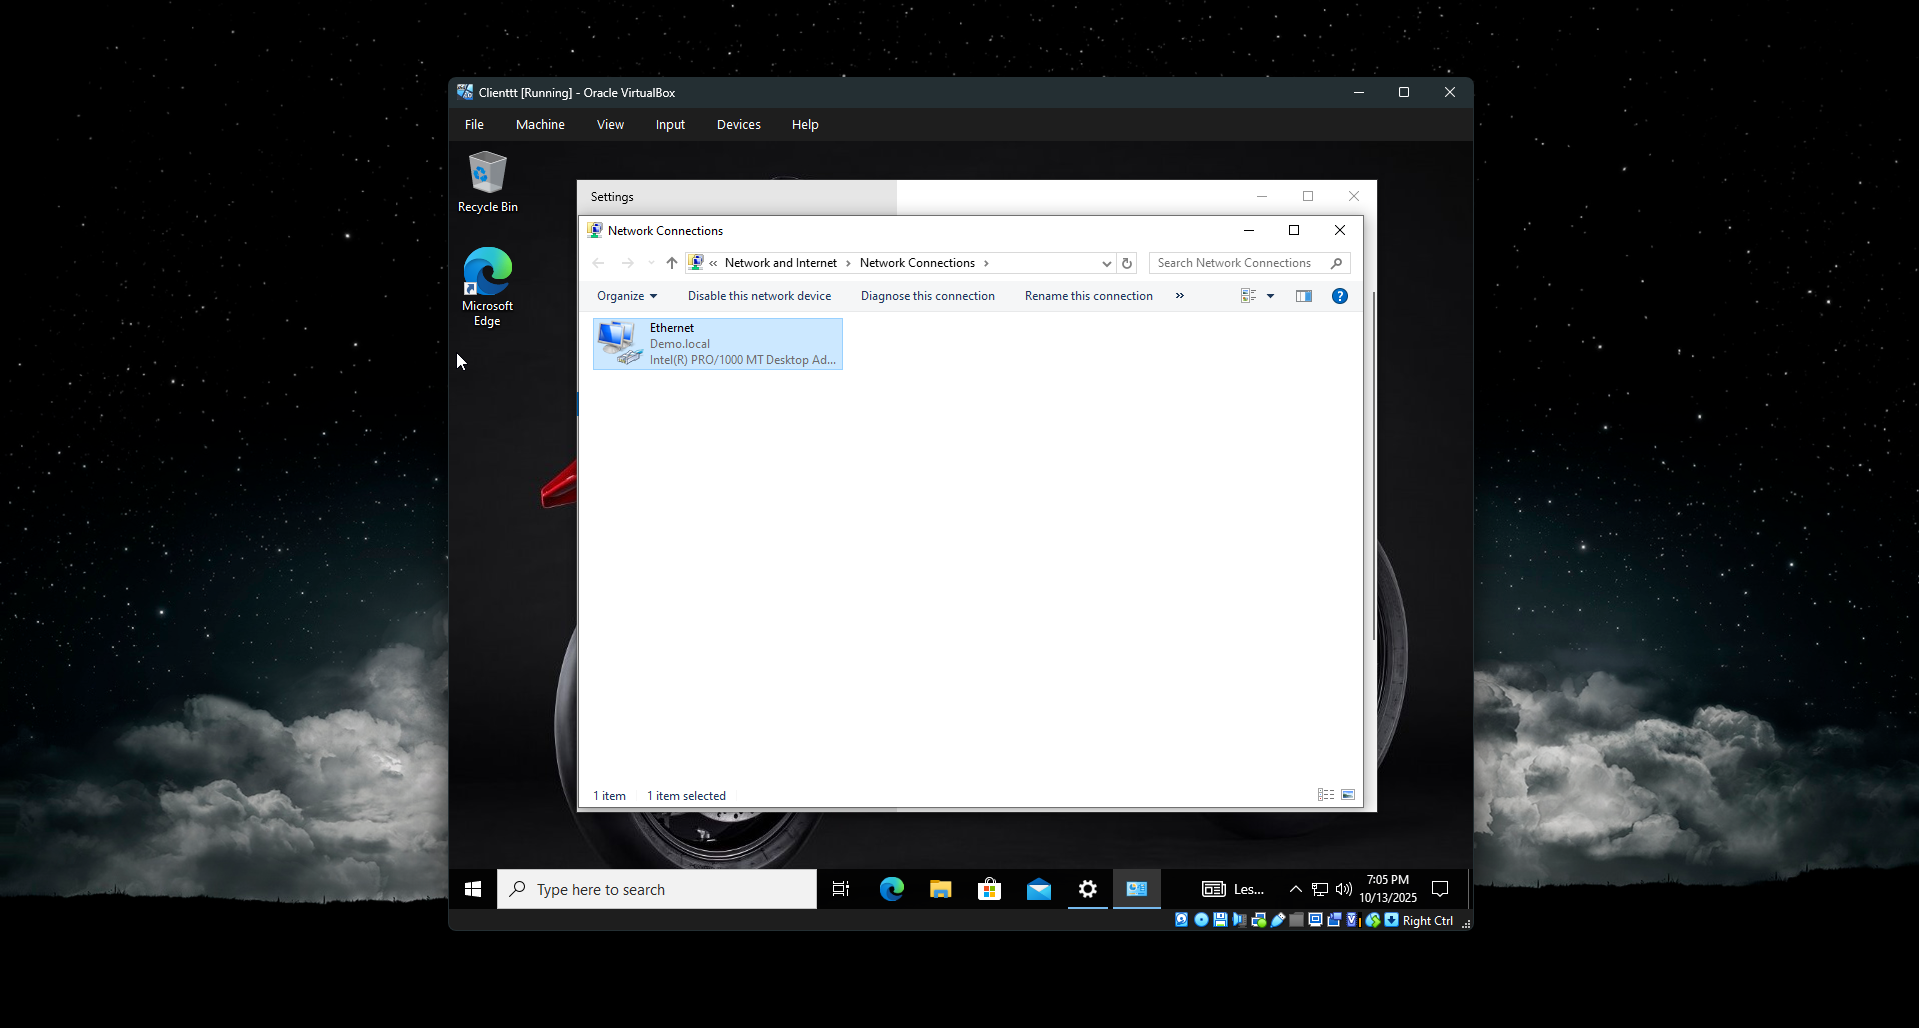 Clienttt [Running] - Oracle VirtualBox
File Machine View Input Devices Help
Recycle Bin
Microsoft
Edge
Settings
Network Connections
« Network and Internet › Network Connections ›
Search Network Connections
Organize Disable this network device Diagnose this connection Rename this connection »
Ethernet
Demo.local
Intel(R) PRO/1000 MT Desktop Ad...
1 item 1 item selected
Type here to search
Les...
7:05 PM
10/13/2025
Right Ctrl